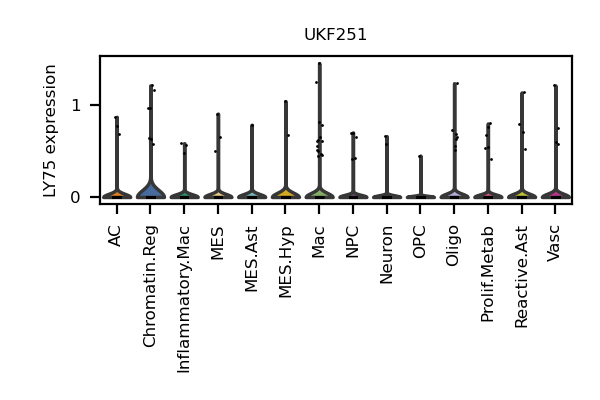 UKF251
LY75 expression
1
0
AC
Chromatin.Reg
Inflammatory.Mac
MES
MES.Ast
MES.Hyp
Mac
NPC
Neuron
OPC
Oligo
Prolif.Metab
Reactive.Ast
Vasc